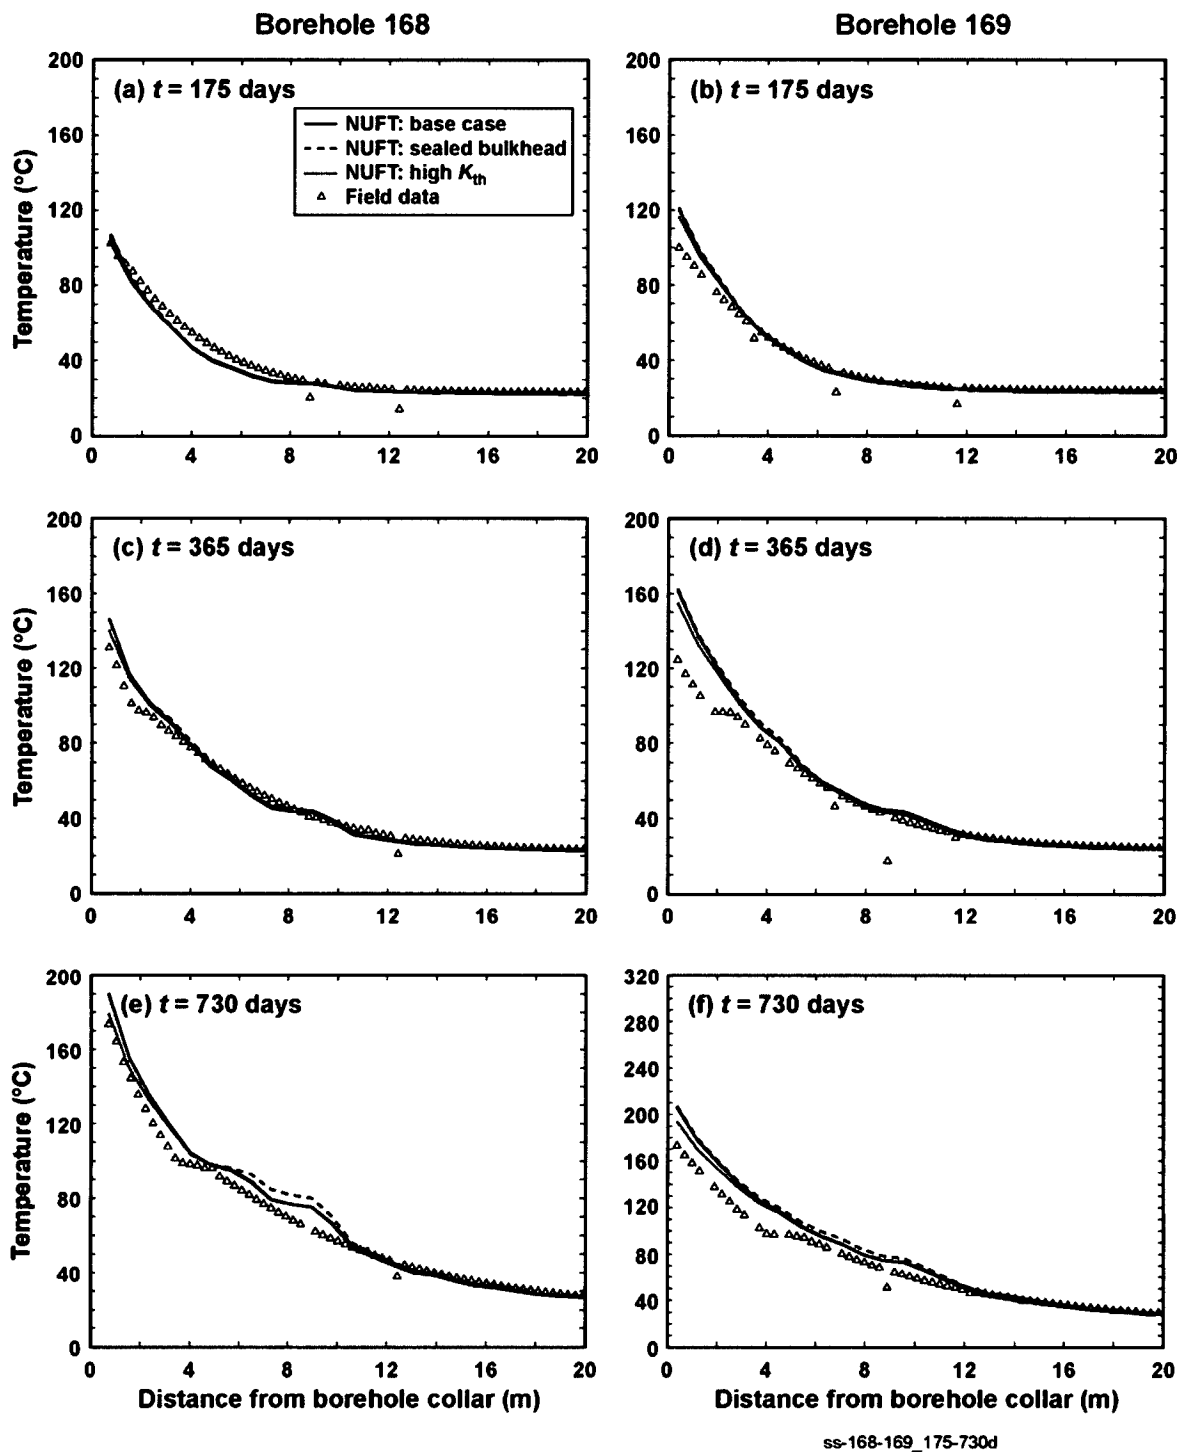 Borehole 168
Borehole 169
200
160
120
80
40
0
Temperature (°C)
(a) t = 175 days
NUFT: base case
NUFT: sealed bulkhead
NUFT: high Kth
Field data
0 4 8 12 16 20
200
160
120
80
40
0
(b) t = 175 days
0 4 8 12 16 20
200
160
120
80
40
0
Temperature (°C)
(c) t = 365 days
0 4 8 12 16 20
200
160
120
80
40
0
(d) t = 365 days
0 4 8 12 16 20
200
160
120
80
40
0
Temperature (°C)
(e) t = 730 days
0 4 8 12 16 20
Distance from borehole collar (m)
320
280
240
200
160
120
80
40
0
(f) t = 730 days
0 4 8 12 16 20
Distance from borehole collar (m)
ss-168-169_175-730d